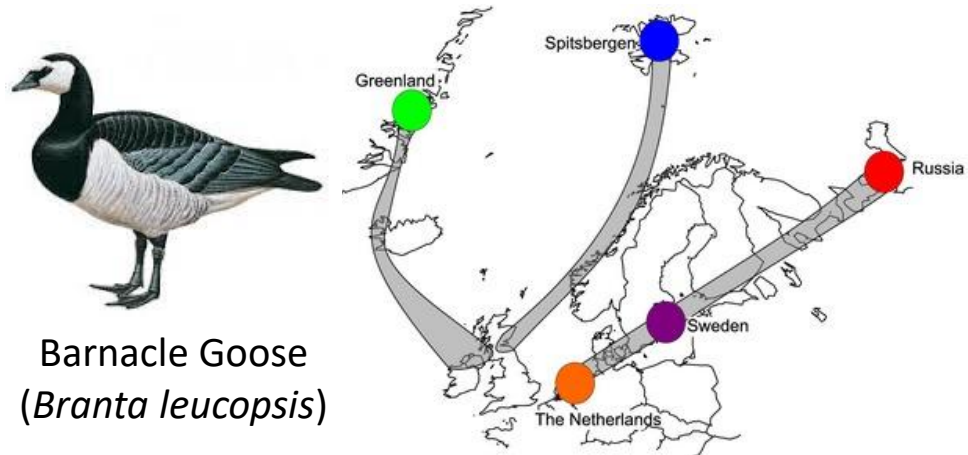 Spitsbergen
Greenland
Russia
Sweden
The Netherlands
Barnacle Goose
(Branta leucopsis)